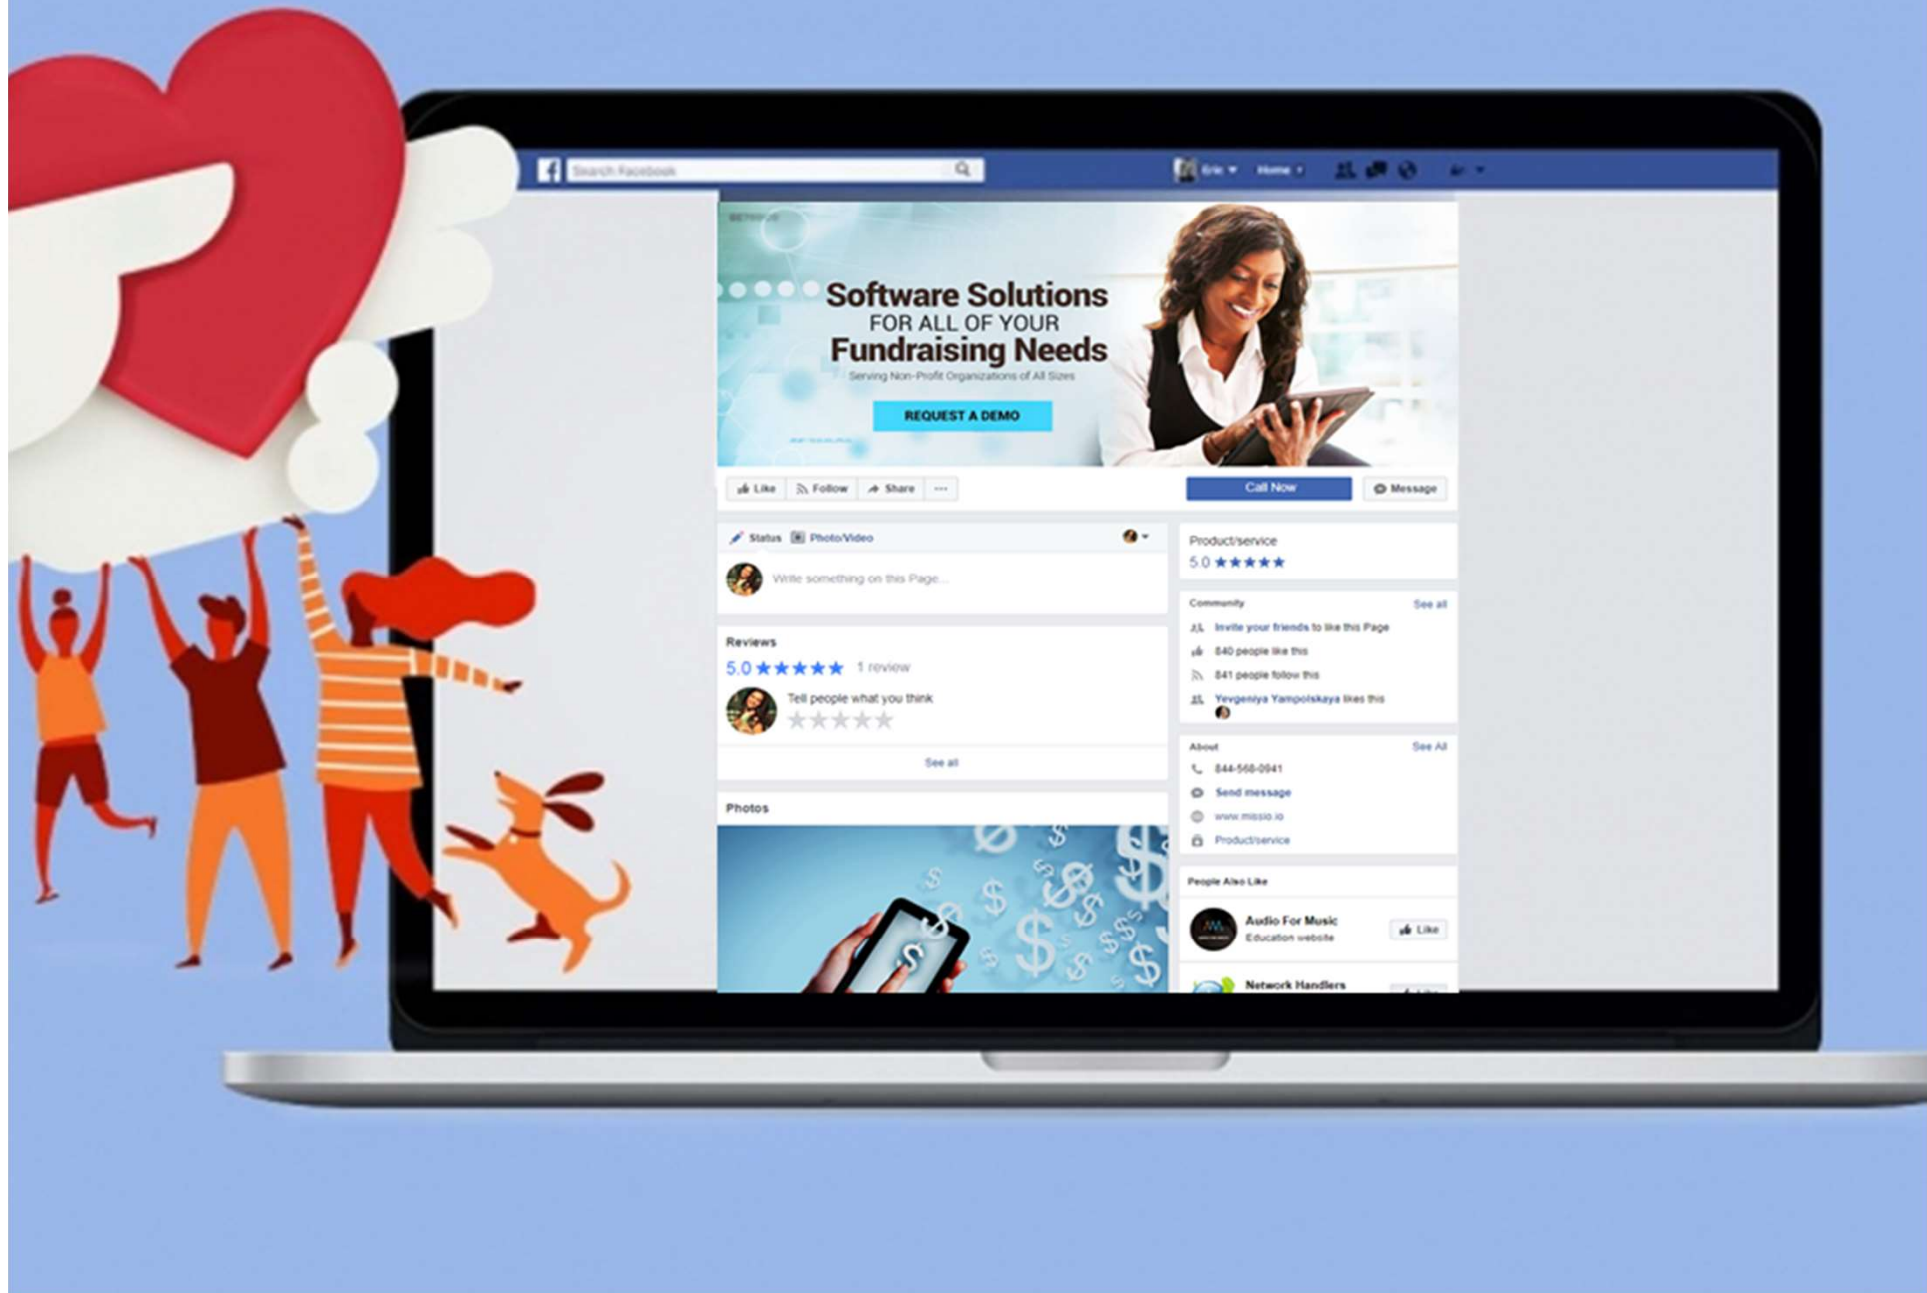 f Search Facebook
Eric Home
Software Solutions
FOR ALL OF YOUR
Fundraising Needs
Serving Non-Profit Organizations of All Sizes
REQUEST A DEMO
Like Follow Share ...
Call Now Message
Status Photo/Video
Write something on this Page...
Reviews
5.0 ★★★★★ 1 review
Tell people what you think
See all
Photos
Product/service
5.0 ★★★★★
Community See all
Invite your friends to like this Page
840 people like this
841 people follow this
Yevgeniya Yampolskaya likes this
About See All
844-568-0941
Send message
www.missio.io
Product/service
People Also Like
Audio For Music
Education website
Like
Network Handlers
Like